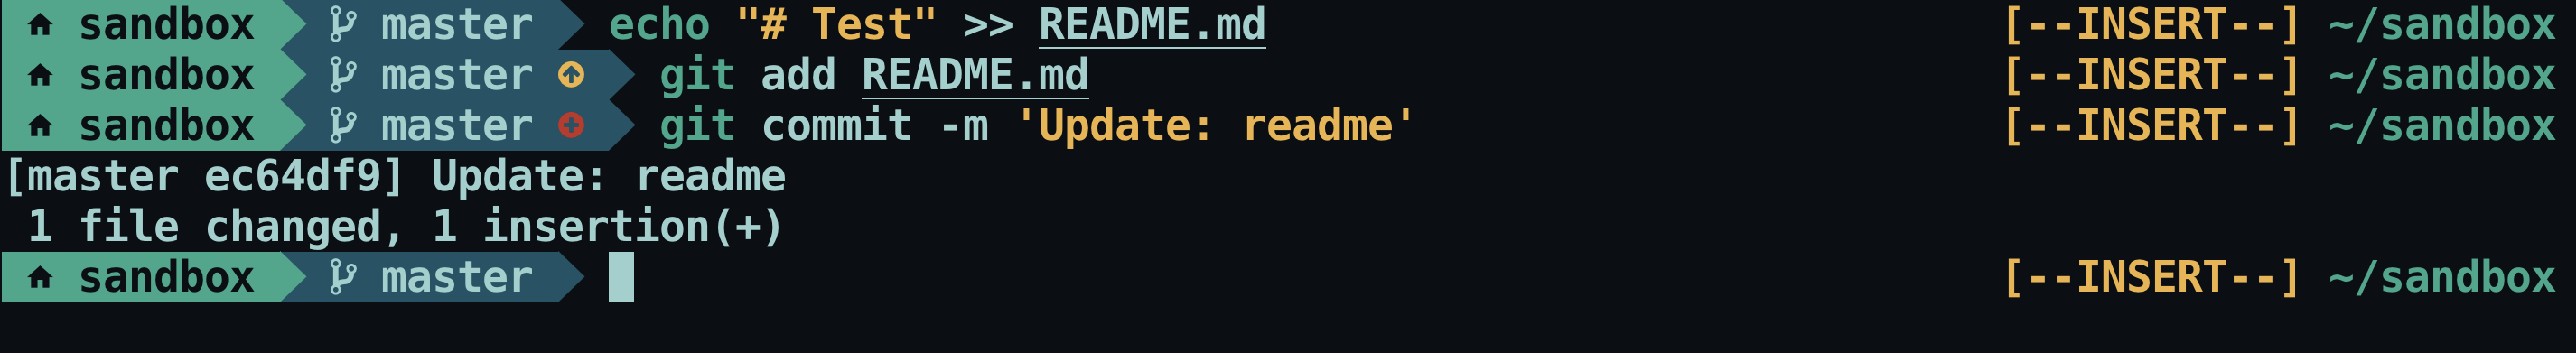 sandbox master echo "# Test" >> README.md [--INSERT--] ~/sandbox
sandbox master git add README.md [--INSERT--] ~/sandbox
sandbox master git commit -m 'Update: readme' [--INSERT--] ~/sandbox
[master ec64df9] Update: readme
1 file changed, 1 insertion(+)
sandbox master [--INSERT--] ~/sandbox